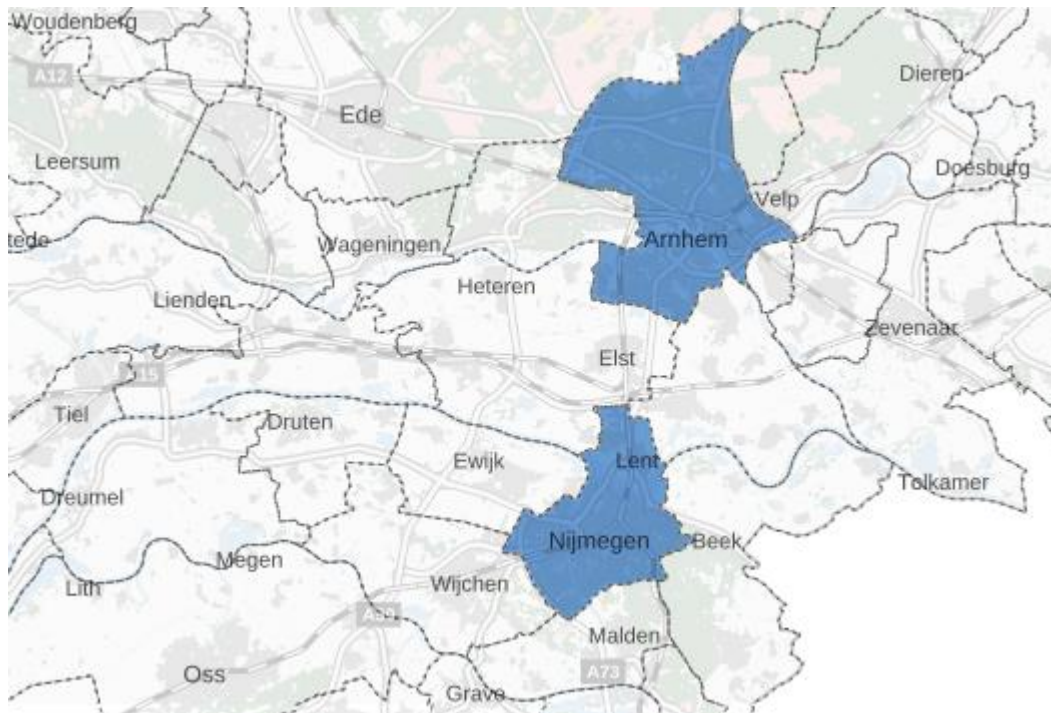 Woudenberg
A12
Dieren
Ede
Leersum
Doesburg
Velp
tede
Wageningen
Arnhem
Heteren
Lienden
Zevenaar
Elst
A15
Tiel
Druten
Ewijk
Lent
Tolkamer
Dreumel
Nijmegen
Beek
Megen
Lith
Wijchen
A50
Malden
Oss
A73
Grave